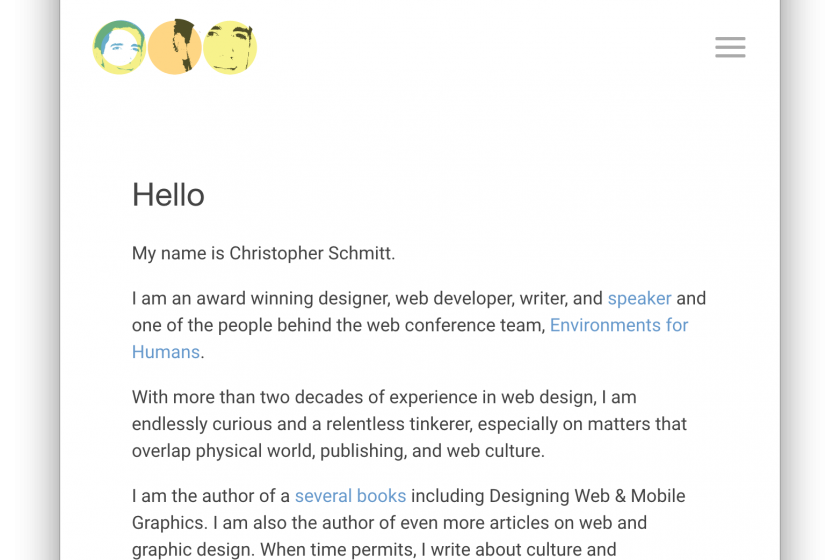 Hello
My name is Christopher Schmitt.
I am an award winning designer, web developer, writer, and speaker and
one of the people behind the web conference team, Environments for
Humans.
With more than two decades of experience in web design, I am
endlessly curious and a relentless tinkerer, especially on matters that
overlap physical world, publishing, and web culture.
I am the author of a several books including Designing Web & Mobile
Graphics. I am also the author of even more articles on web and
graphic design. When time permits, I write about culture and